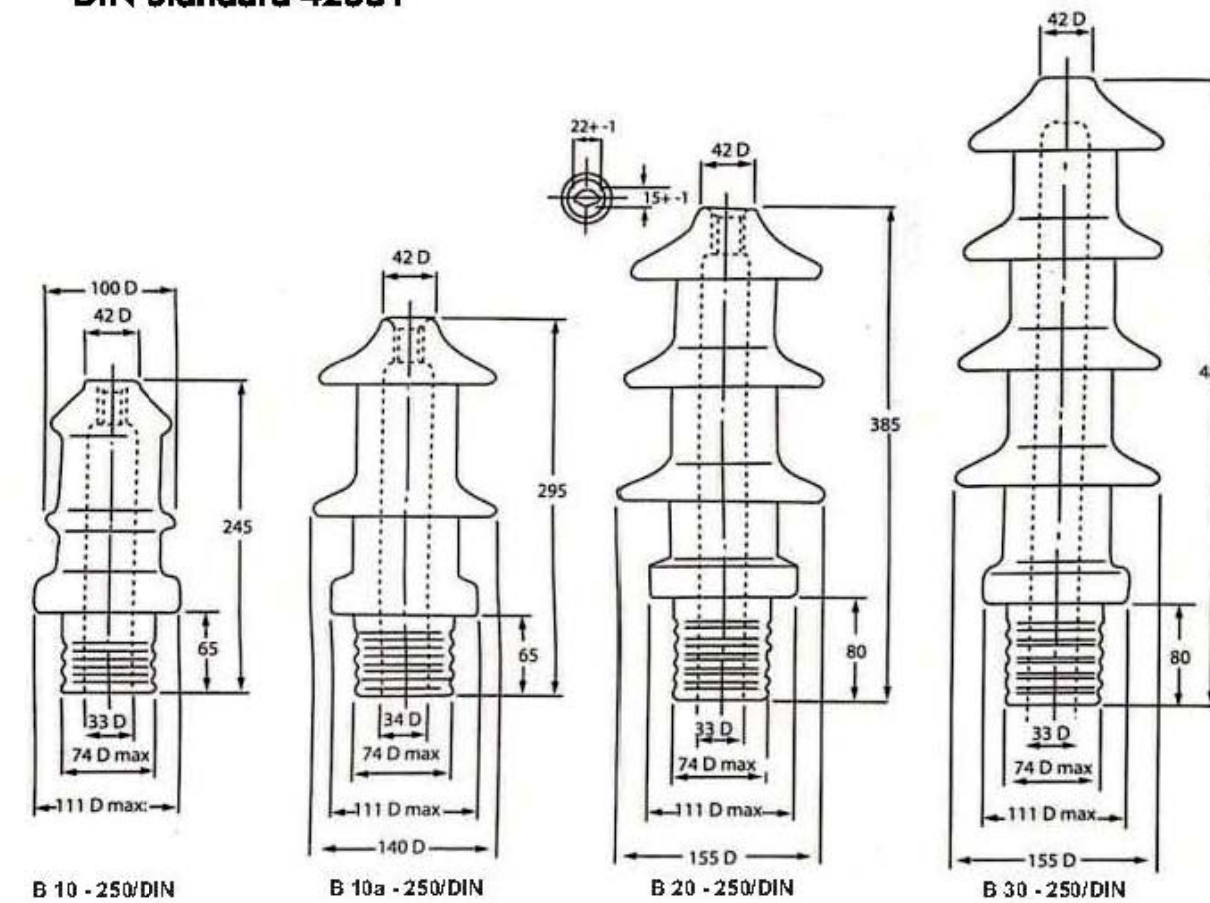 42 D
22+ -1
42 D
15+ -1
42 D
100 D
42 D
385
295
245
65
65
80
80
33 D
74 D max
111 D max:
34 D
74 D max
111 D max
140 D
33 D
74 D max
111 D max
155 D
33 D
74 D max
111 D max
155 D
B 10 - 250/DIN
B 10a - 250/DIN
B 20 - 250/DIN
B 30 - 250/DIN